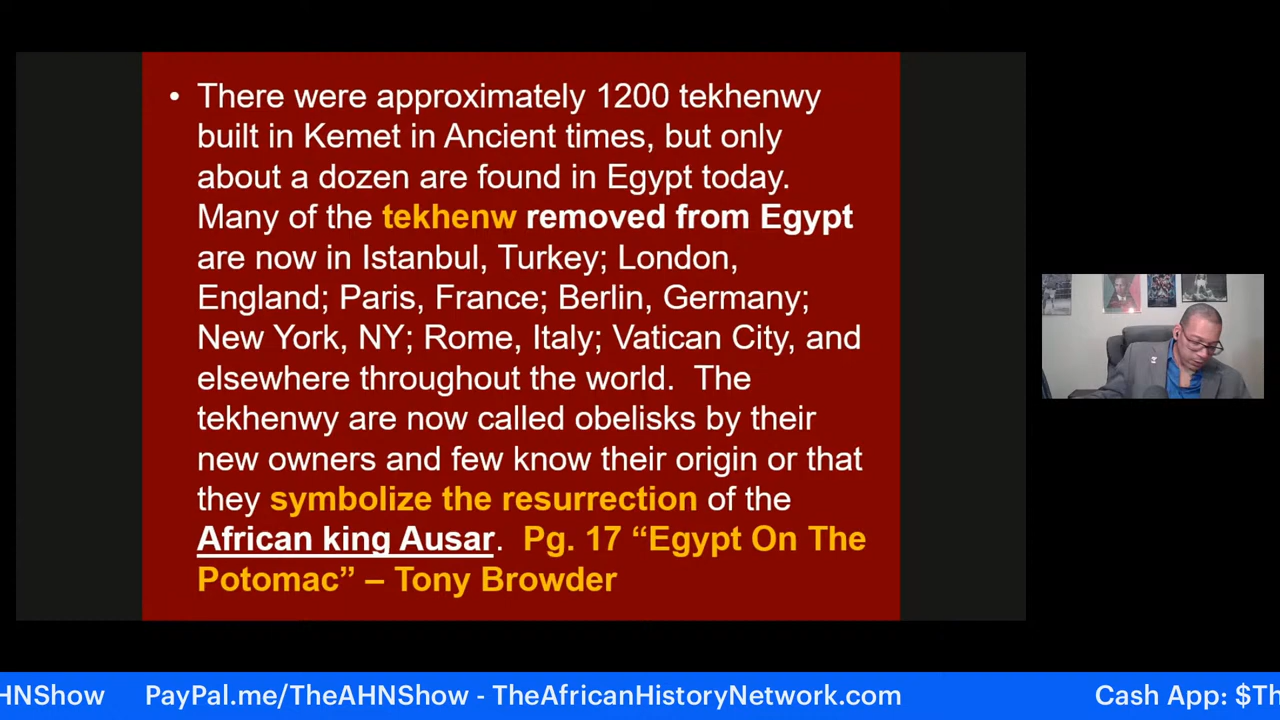 • There were approximately 1200 tekhenwy
built in Kemet in Ancient times, but only
about a dozen are found in Egypt today.
Many of the tekhenw removed from Egypt
are now in Istanbul, Turkey; London,
England; Paris, France; Berlin, Germany;
New York, NY; Rome, Italy; Vatican City, and
elsewhere throughout the world. The
tekhenwy are now called obelisks by their
new owners and few know their origin or that
they symbolize the resurrection of the
African king Ausar. Pg. 17 “Egypt On The
Potomac” – Tony Browder
HNShow PayPal.me/TheAHNShow - TheAfricanHistoryNetwork.com Cash App: $Th